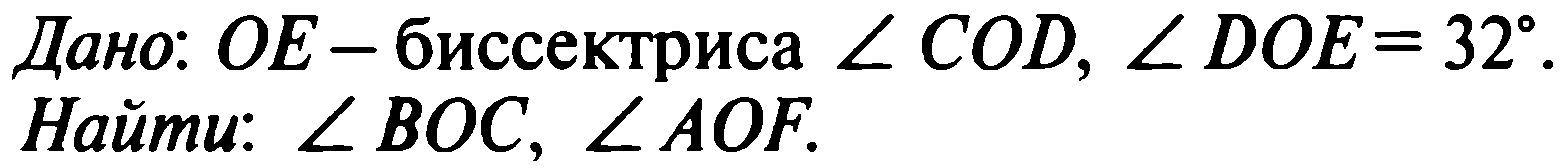 Дано: OE – биссектриса ∠ COD, ∠ DOE = 32°.
Найти: ∠ BOC, ∠ AOF.